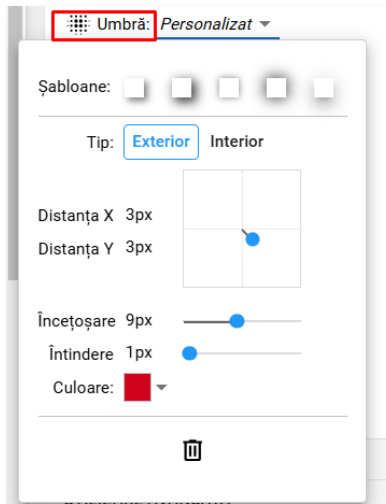 Umbră: Personalizat
Șabloane:
Tip: Exterior Interior
Distanța X 3px
Distanța Y 3px
Încețoșare 9px
Întindere 1px
Culoare: